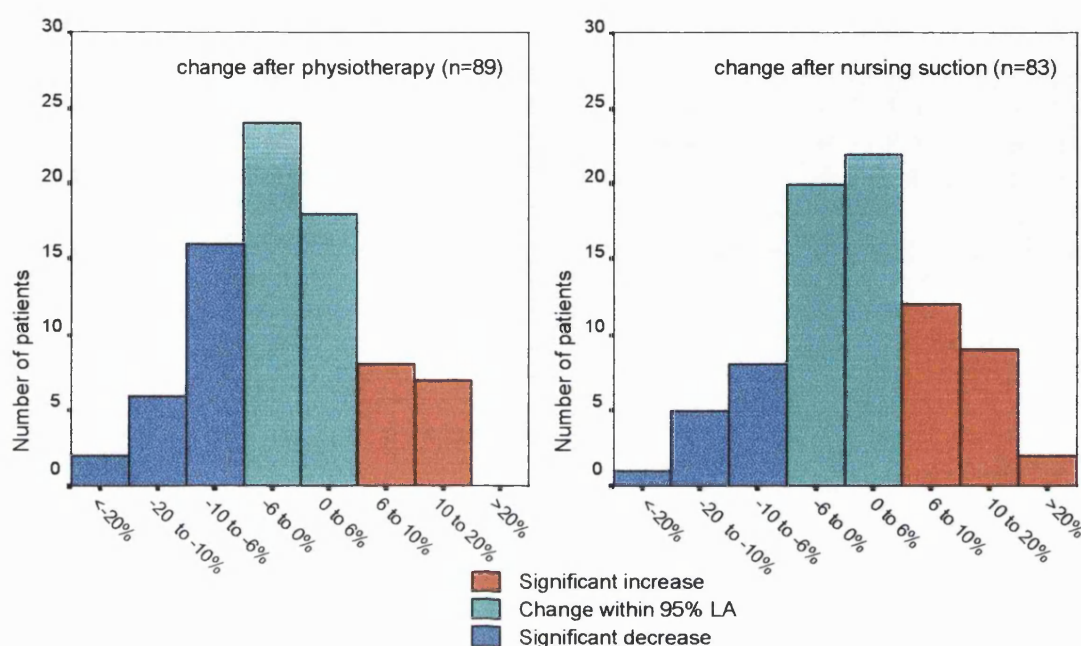 change after physiotherapy (n=89)
30
25
20
15
10
5
0
Number of patients
<-20%
-20 to -10%
-10 to -6%
-6 to 0%
0 to 6%
6 to 10%
10 to 20%
>20%
change after nursing suction (n=83)
30
25
20
15
10
5
0
Number of patients
<-20%
-20 to -10%
-10 to -6%
-6 to 0%
0 to 6%
6 to 10%
10 to 20%
>20%
Significant increase
Change within 95% LA
Significant decrease